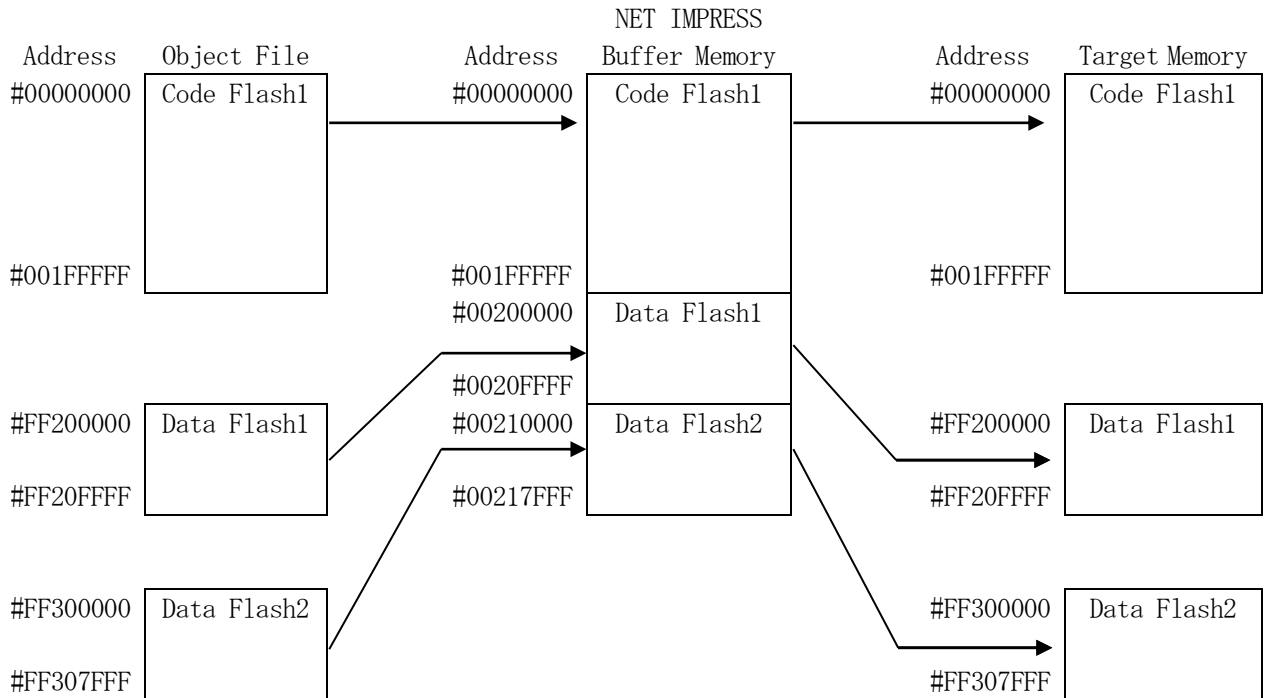 NET IMPRESS
Address Object File Address Buffer Memory Address Target Memory
#00000000 Code Flash1 #00000000 Code Flash1 #00000000 Code Flash1
#001FFFFF #001FFFFF #001FFFFF
#00200000 Data Flash1
#0020FFFF
#FF200000 Data Flash1 #00210000 Data Flash2 #FF200000 Data Flash1
#FF20FFFF #00217FFF #FF20FFFF
#FF300000 Data Flash2 #FF300000 Data Flash2
#FF307FFF #FF307FFF